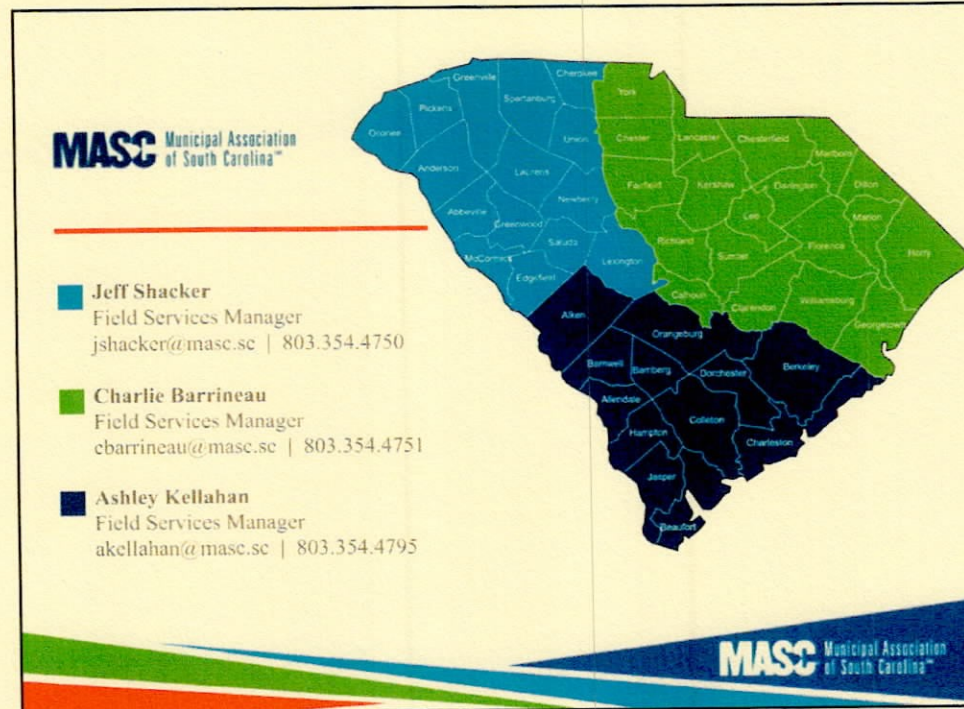 MASC Municipal Association
of South Carolina℠
Jeff Shacker
Field Services Manager
jshacker@masc.sc | 803.354.4750
Charlie Barrineau
Field Services Manager
cbarrineau@masc.sc | 803.354.4751
Ashley Kellahan
Field Services Manager
akellahan@masc.sc | 803.354.4795
Cherokee
Greenville
Spartanburg
York
Pickens
Oconee
Union
Chester
Lancaster
Chesterfield
Marlboro
Anderson
Laurens
Fairfield
Kershaw
Darlington
Dillon
Abbeville
Newberry
Greenwood
Lee
Marion
Saluda
Richland
Florence
Horry
McCormick
Lexington
Sumter
Edgefield
Calhoun
Clarendon
Williamsburg
Georgetown
Aiken
Orangeburg
Barnwell
Bamberg
Dorchester
Berkeley
Allendale
Colleton
Hampton
Charleston
Jasper
Beaufort
MASC Municipal Association
of South Carolina℠